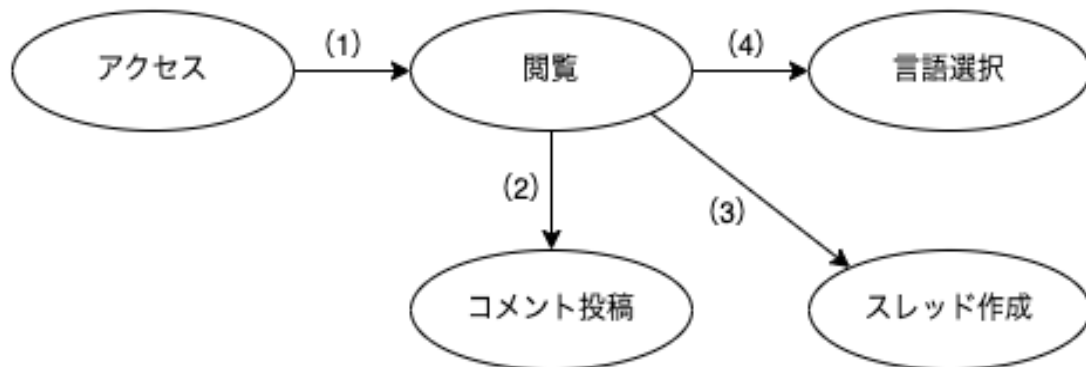 アクセス
(1)
閲覧
(4)
言語選択
(2)
(3)
コメント投稿
スレッド作成